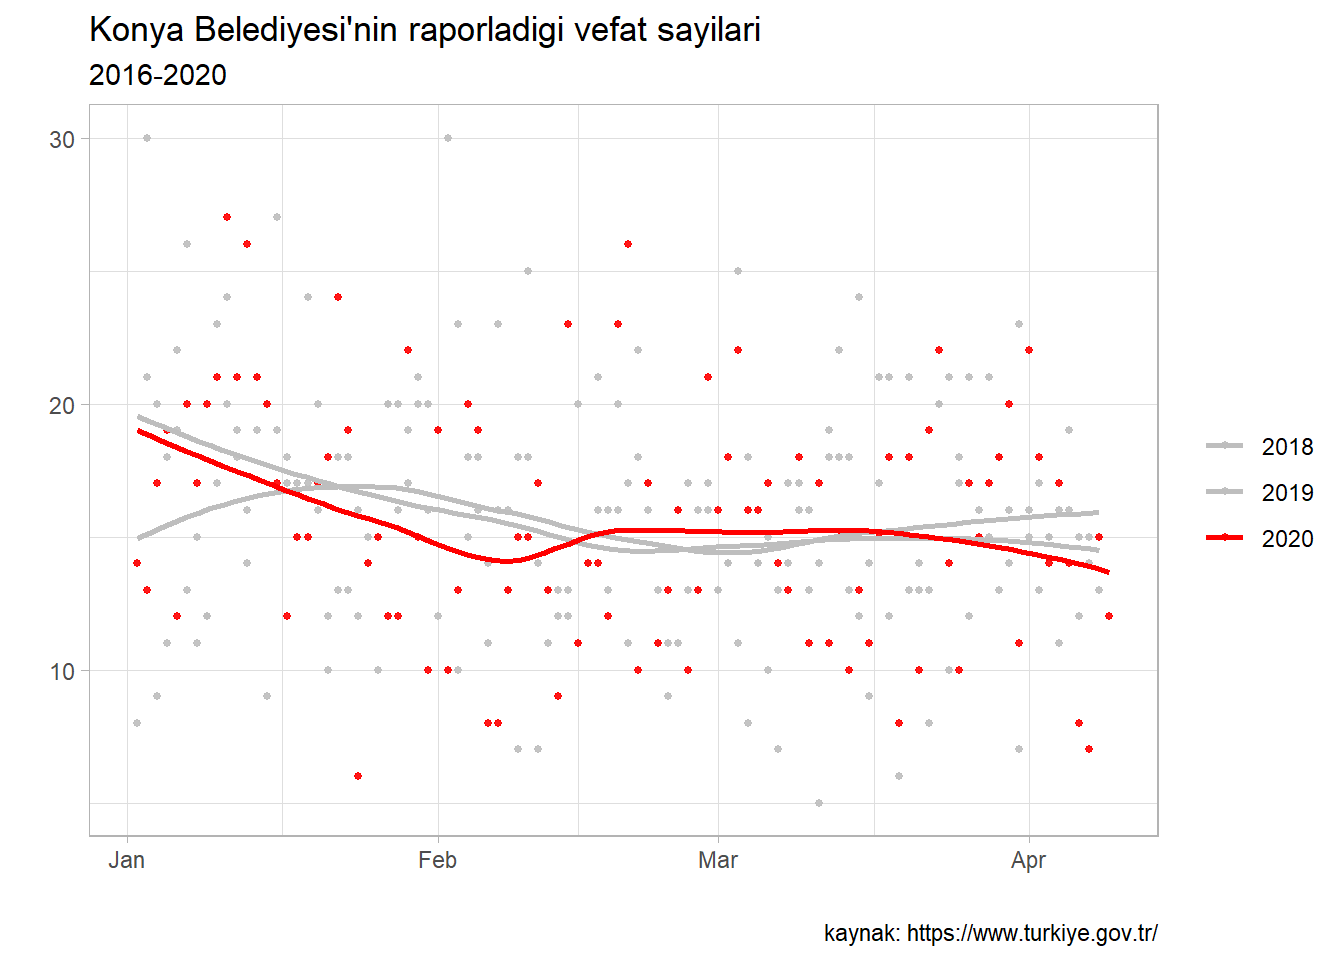 Konya Belediyesi'nin raporladigi vefat sayilari
2016-2020
30
20
10
Jan
Feb
Mar
Apr
2018
2019
2020
kaynak: https://www.turkiye.gov.tr/